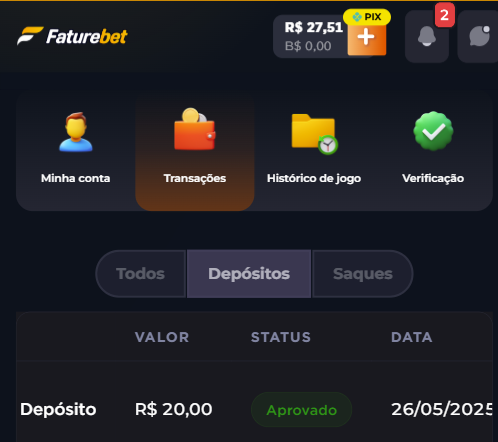 Faturebet
R$ 27,51
B$ 0,00
PIX
+
2
Minha conta
Transações
Histórico de jogo
Verificação
Todos
Depósitos
Saques
VALOR STATUS DATA
Depósito R$ 20,00 Aprovado 26/05/2025